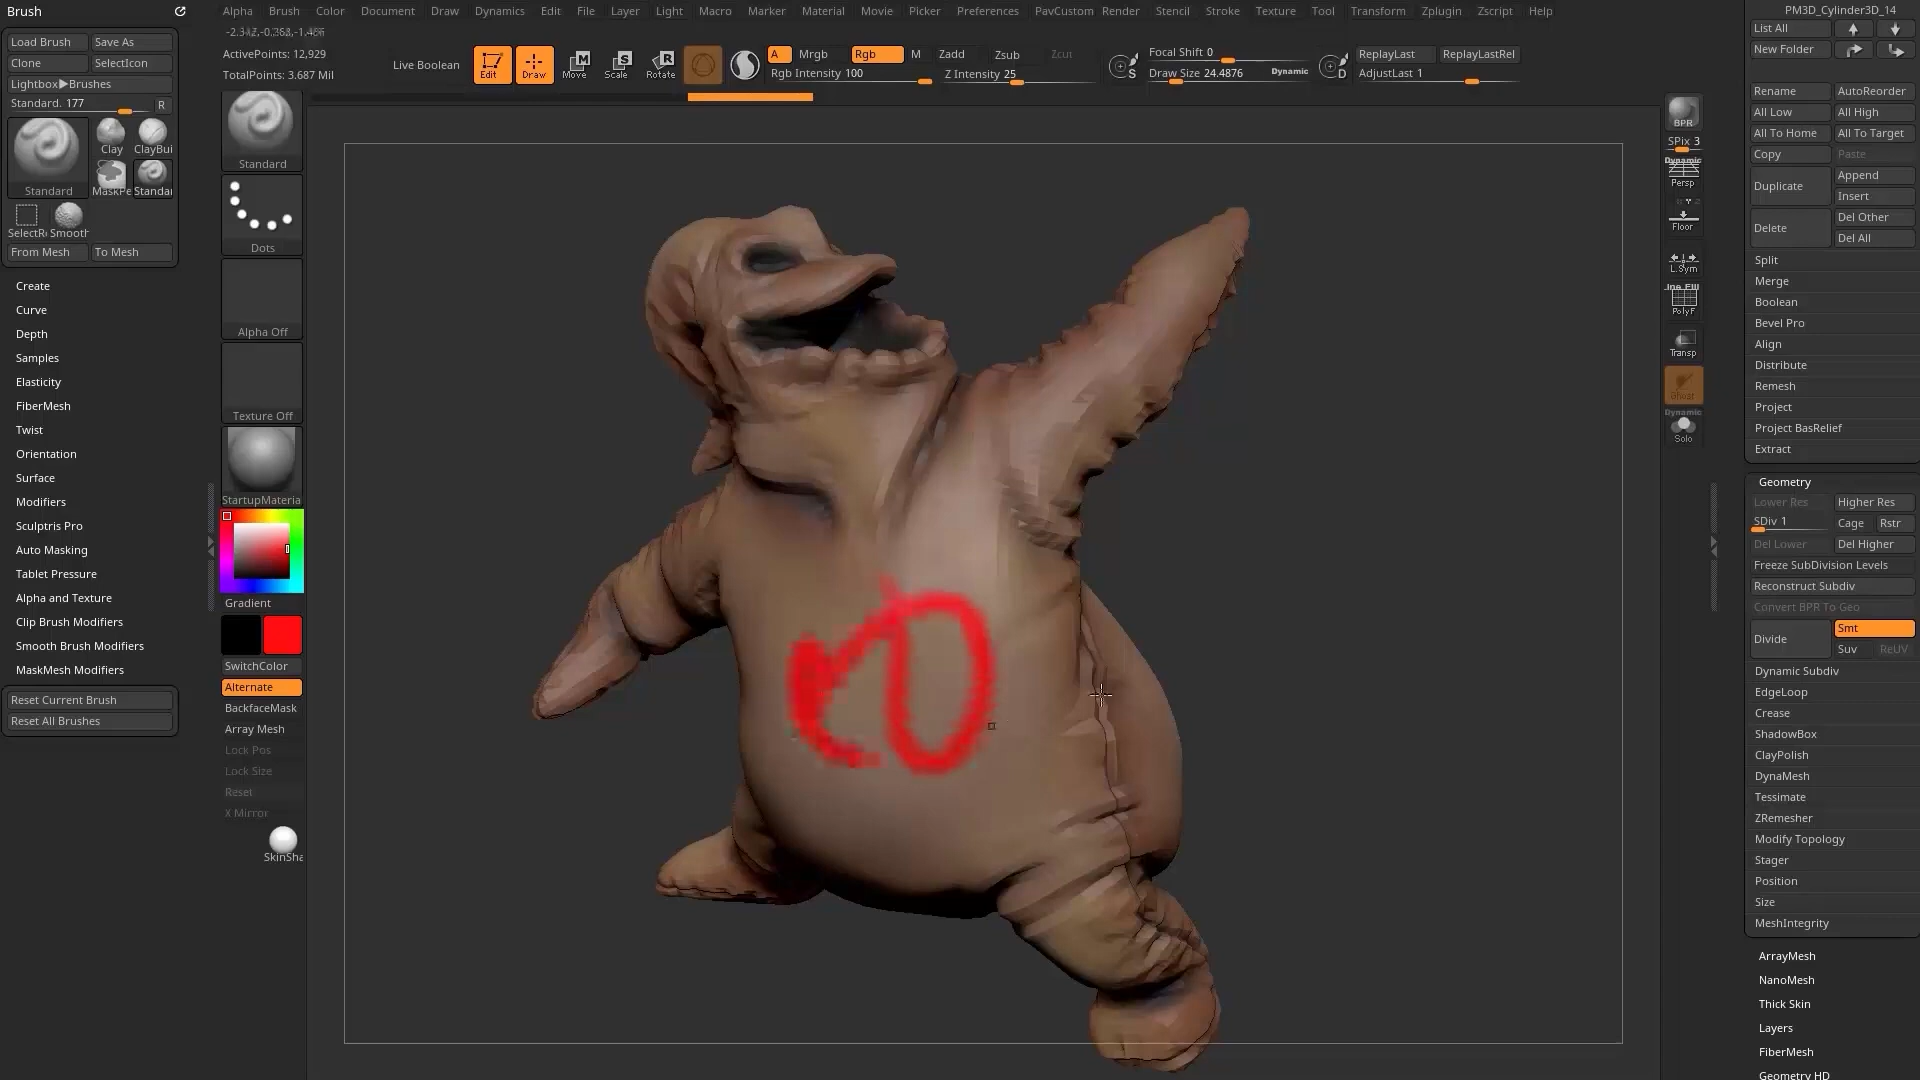 Brush
Alpha Brush Color Document Draw Dynamics Edit File Layer Light Macro Marker Material Movie Picker Preferences PavCustom Render Stencil Stroke Texture Tool Transform Zplugin Zscript Help
PM3D_Cylinder3D_14
Load Brush Save As
Clone SelectIcon
Lightbox▶Brushes
Standard. 177 R
Standard
Clay ClayBui
MaskPe Standar
SelectRe Smooth
From Mesh To Mesh
Create
Curve
Depth
Samples
Elasticity
FiberMesh
Twist
Orientation
Surface
Modifiers
Sculptris Pro
Auto Masking
Tablet Pressure
Alpha and Texture
Clip Brush Modifiers
Smooth Brush Modifiers
MaskMesh Modifiers
Reset Current Brush
Reset All Brushes
ActivePoints: 12,929
TotalPoints: 3.687 Mil
Live Boolean
Edit Draw Move Scale Rotate
A Mrgb Rgb M Zadd Zsub Zcut
Rgb Intensity 100 Z Intensity 25
S
Focal Shift 0
Draw Size 24.4876 Dynamic
D
ReplayLast ReplayLastRel
AdjustLast 1
Standard
Dots
Alpha Off
Texture Off
StartupMateria
Gradient
SwitchColor
Alternate
BackfaceMask
Array Mesh
Lock Pos
Lock Size
Reset
X Mirror
SkinSha
BPR
SPix 3
Dynamic
Persp
Floor
L.Sym
Line Fill
PolyF
Transp
Ghost
Dynamic
Solo
List All
New Folder
Rename AutoReorder
All Low All High
All To Home All To Target
Copy Paste
Duplicate Append
Insert
Delete Del Other
Del All
Split
Merge
Boolean
Bevel Pro
Align
Distribute
Remesh
Project
Project BasRelief
Extract
Geometry
Lower Res Higher Res
SDiv 1 Cage Rstr
Del Lower Del Higher
Freeze SubDivision Levels
Reconstruct Subdiv
Convert BPR To Geo
Divide Smt
Suv ReUV
Dynamic Subdiv
EdgeLoop
Crease
ShadowBox
ClayPolish
DynaMesh
Tessimate
ZRemesher
Modify Topology
Stager
Position
Size
MeshIntegrity
ArrayMesh
NanoMesh
Thick Skin
Layers
FiberMesh
Geometry HD